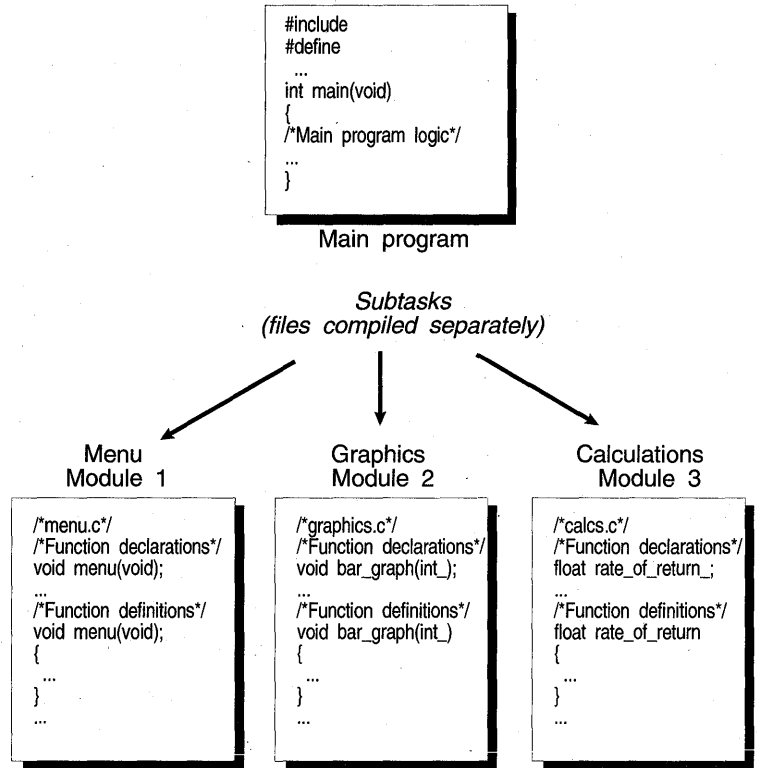 #include
#define
...
int main(void)
{
/*Main program logic*/
...
}
Main program
Subtasks
(files compiled separately)
Menu
Module 1
/*menu.c*/
/*Function declarations*/
void menu(void);
...
/*Function definitions*/
void menu(void);
{
...
}
...
Graphics
Module 2
/*graphics.c*/
/*Function declarations*/
void bar_graph(int_);
...
/*Function definitions*/
void bar_graph(int_)
{
...
}
...
Calculations
Module 3
/*calcs.c*/
/*Function declarations*/
float rate_of_return_;
...
/*Function definitions*/
float rate_of_return
{
...
}
...